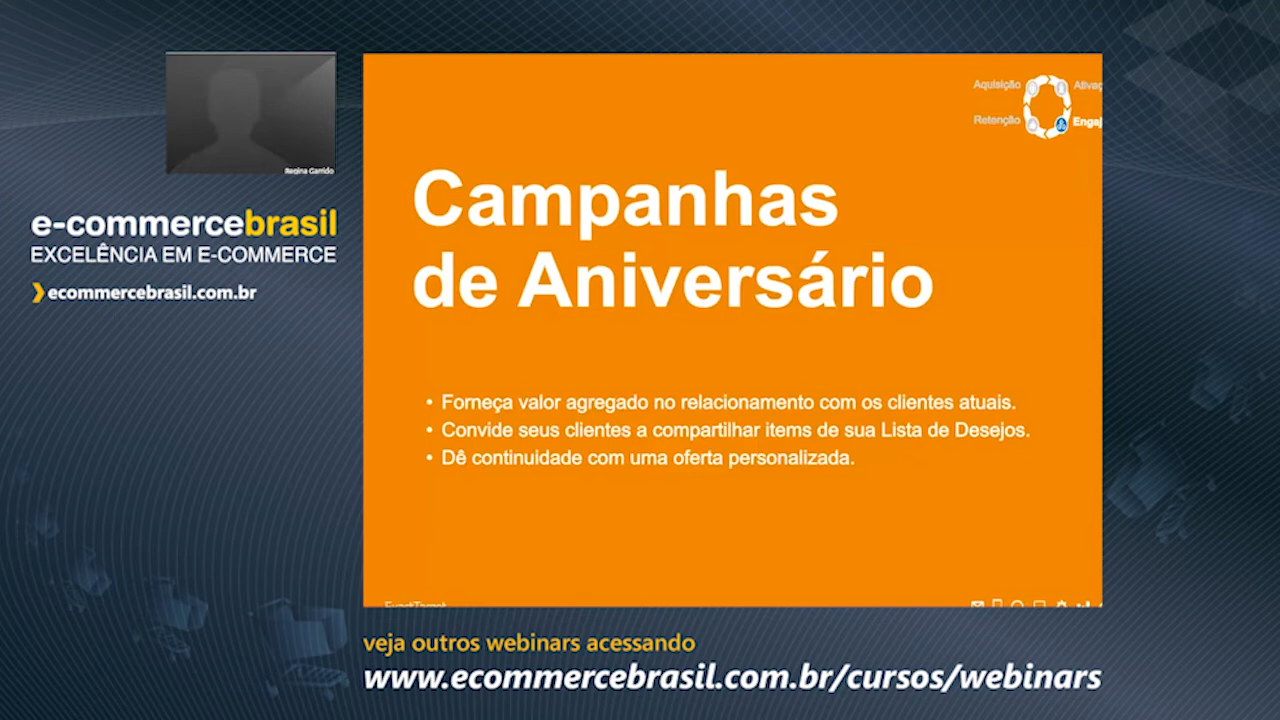 Regina Garrido
e-commercebrasil
EXCELÊNCIA EM E-COMMERCE
ecommercebrasil.com.br
Aquisição
Ativaç
Retenção
Engaj
Campanhas
de Aniversário
• Forneça valor agregado no relacionamento com os clientes atuais.
• Convide seus clientes a compartilhar items de sua Lista de Desejos.
• Dê continuidade com uma oferta personalizada.
ExactTarget
veja outros webinars acessando
www.ecommercebrasil.com.br/cursos/webinars